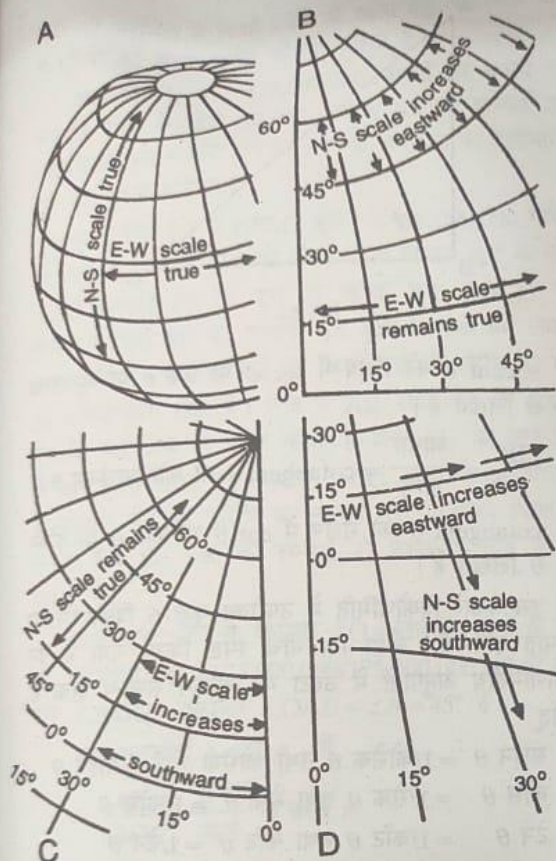 A
N-S scale true
E-W scale
true
B
60°
45°
30°
15°
0°
N-S scale increases
eastward
E-W scale
remains true
15° 30° 45°
N-S scale remains
true
60°
45°
30°
15°
0°
E-W scale
increases
southward
45°
15°
30°
15°
0°
C
30°
15°
E-W scale increases
eastward
0°
N-S scale
increases
southward
15°
0°
15°
30°
D